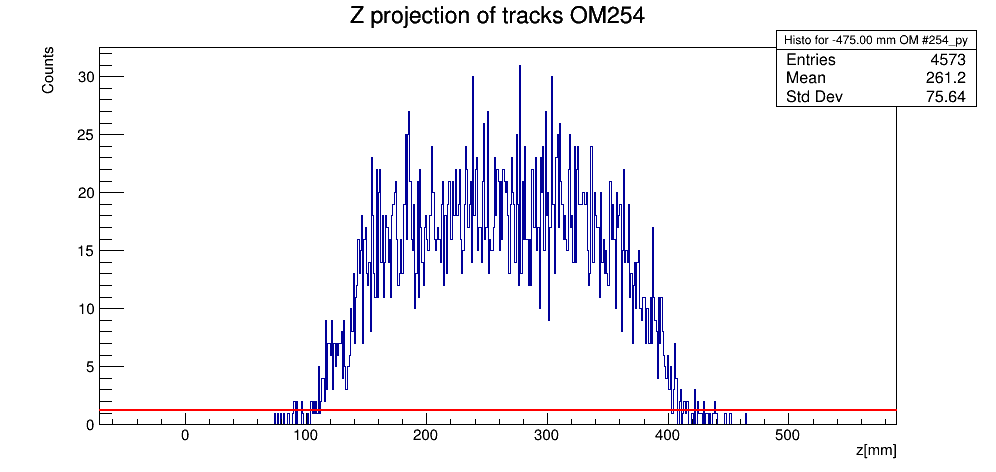 Z projection of tracks OM254
Histo for -475.00 mm OM #254_py
Entries 4573
Mean 261.2
Std Dev 75.64
Counts
30
25
20
15
10
5
0
0 100 200 300 400 500
z[mm]